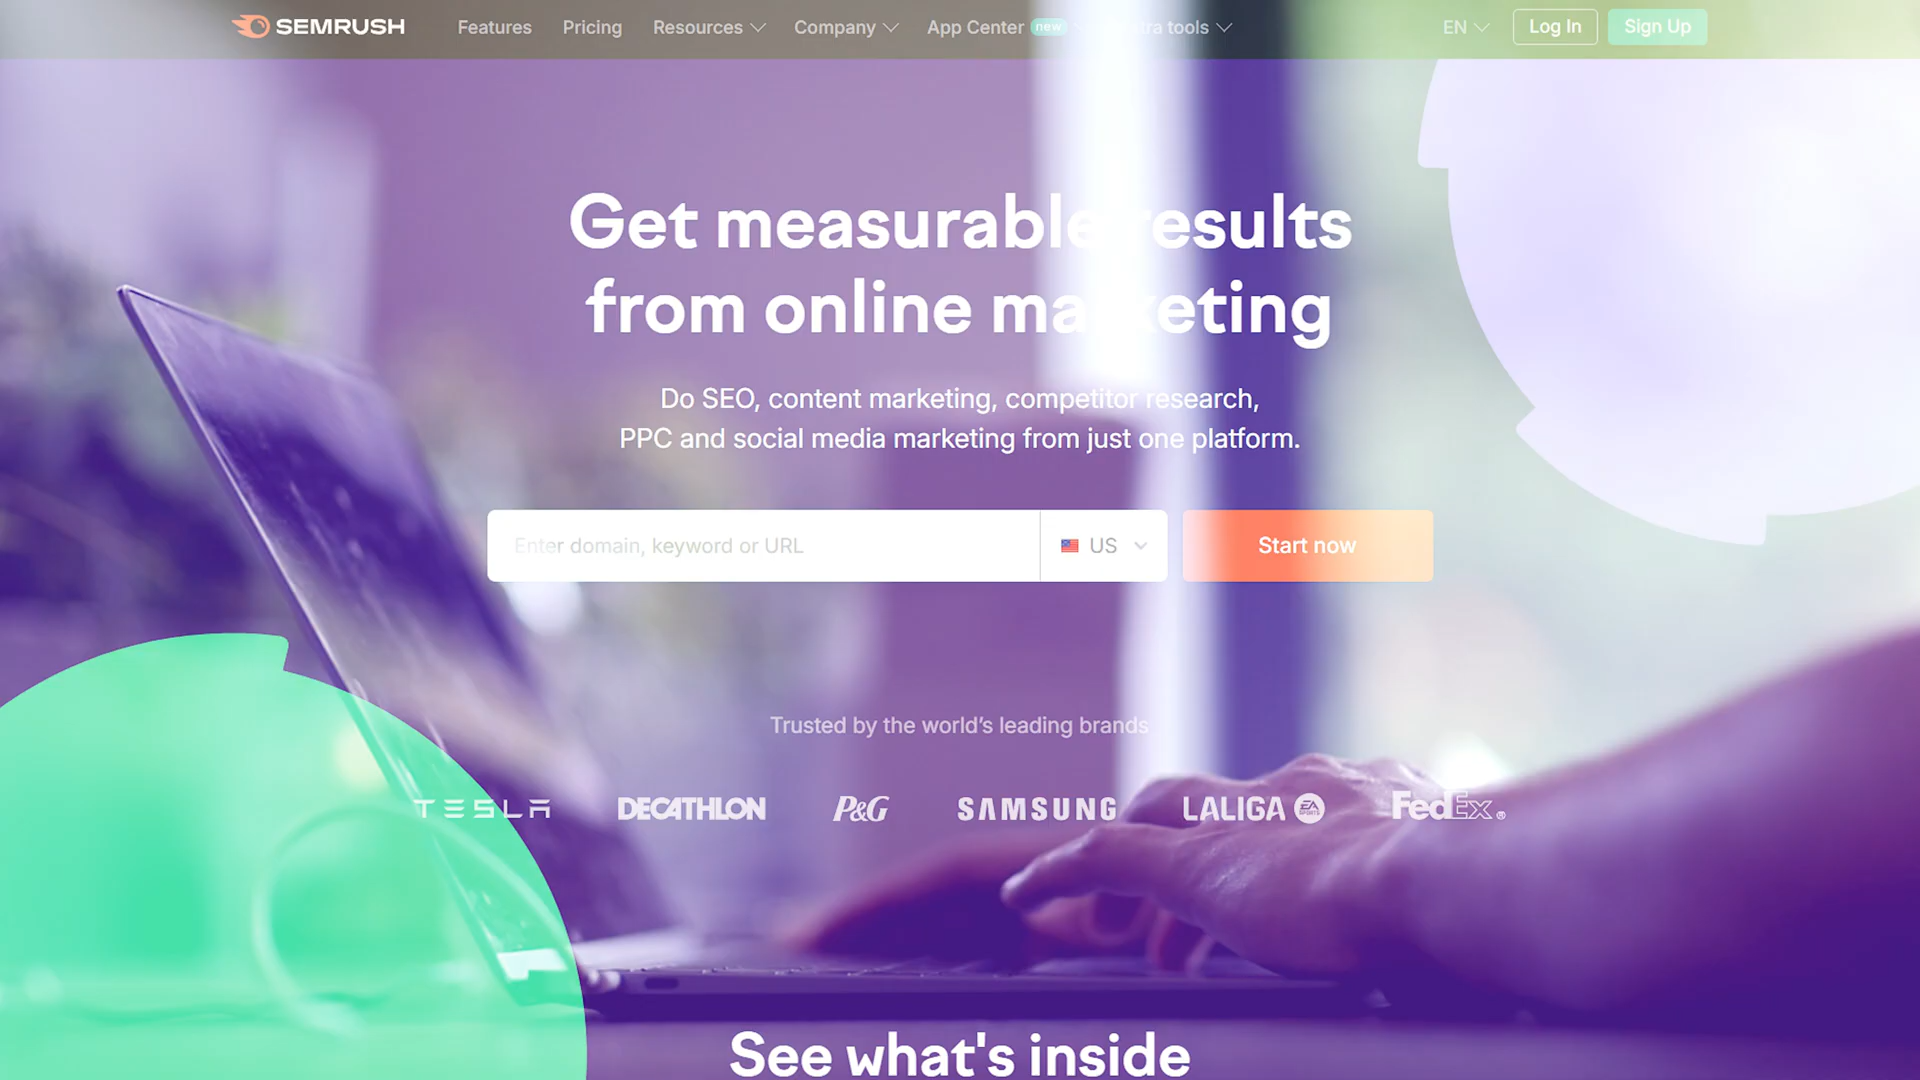 SEMRUSH
Features
Pricing
Resources
Company
App Center new
tools
EN
Log In
Sign Up
Get measurable results
from online marketing
Do SEO, content marketing, competitor research,
PPC and social media marketing from just one platform.
Enter domain, keyword or URL
US
Start now
Trusted by the world’s leading brands
TESLA
DECATHLON
P&G
SAMSUNG
LALIGA EA SPORTS
FedEx®
See what's inside